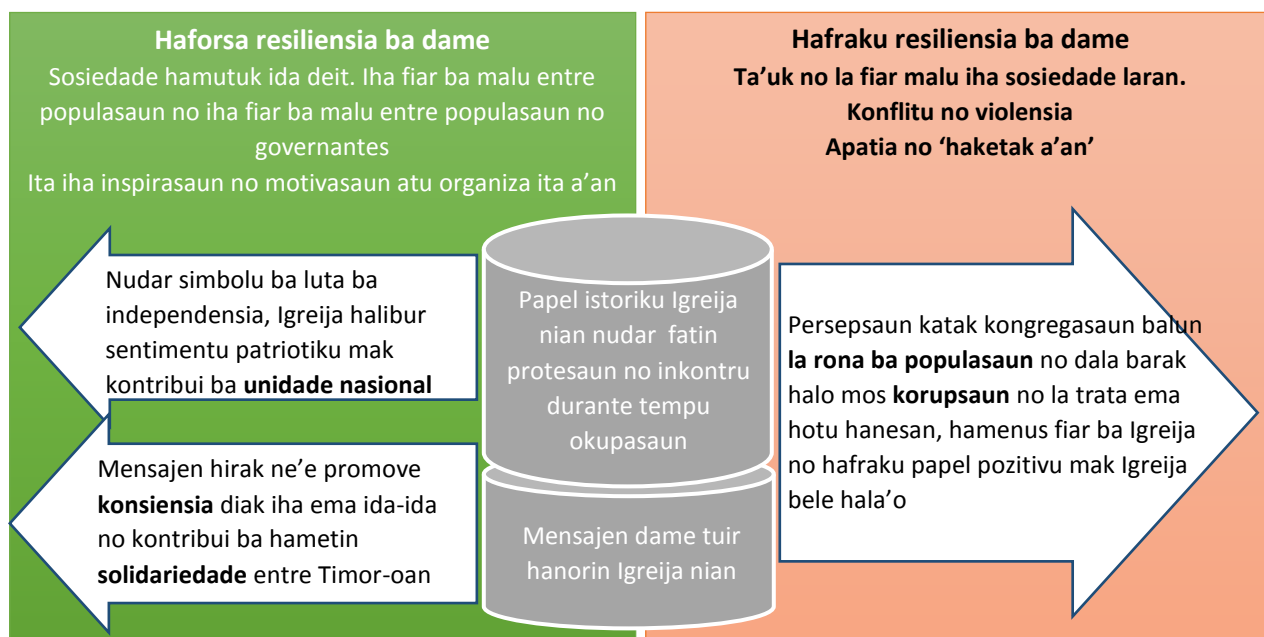 Haforsa resiliensia ba dame
Sosiedade hamutuk ida deit. Iha fiar ba malu entre
populasaun no iha fiar ba malu entre populasaun no
governantes
Ita iha inspirasaun no motivasaun atu organiza ita a’an
Hafraku resiliensia ba dame
Ta’uk no la fiar malu iha sosiedade laran.
Konflitu no violensia
Apatia no ‘haketak a’an’
Nudar simbolu ba luta ba
independensia, Igreija halibur
sentimentu patriotiku mak
kontribui ba unidade nasional
Mensajen hirak ne’e promove
konsiensia diak iha ema ida-ida
no kontribui ba hametin
solidariedade entre Timor-oan
Papel istoriku Igreija
nian nudar fatin
protesaun no inkontru
durante tempu
okupasaun
Mensajen dame tuir
hanorin Igreija nian
Persepsaun katak kongregasaun balun
la rona ba populasaun no dala barak
halo mos korupsaun no la trata ema
hotu hanesan, hamenus fiar ba Igreija
no hafraku papel pozitivu mak Igreija
bele hala’o